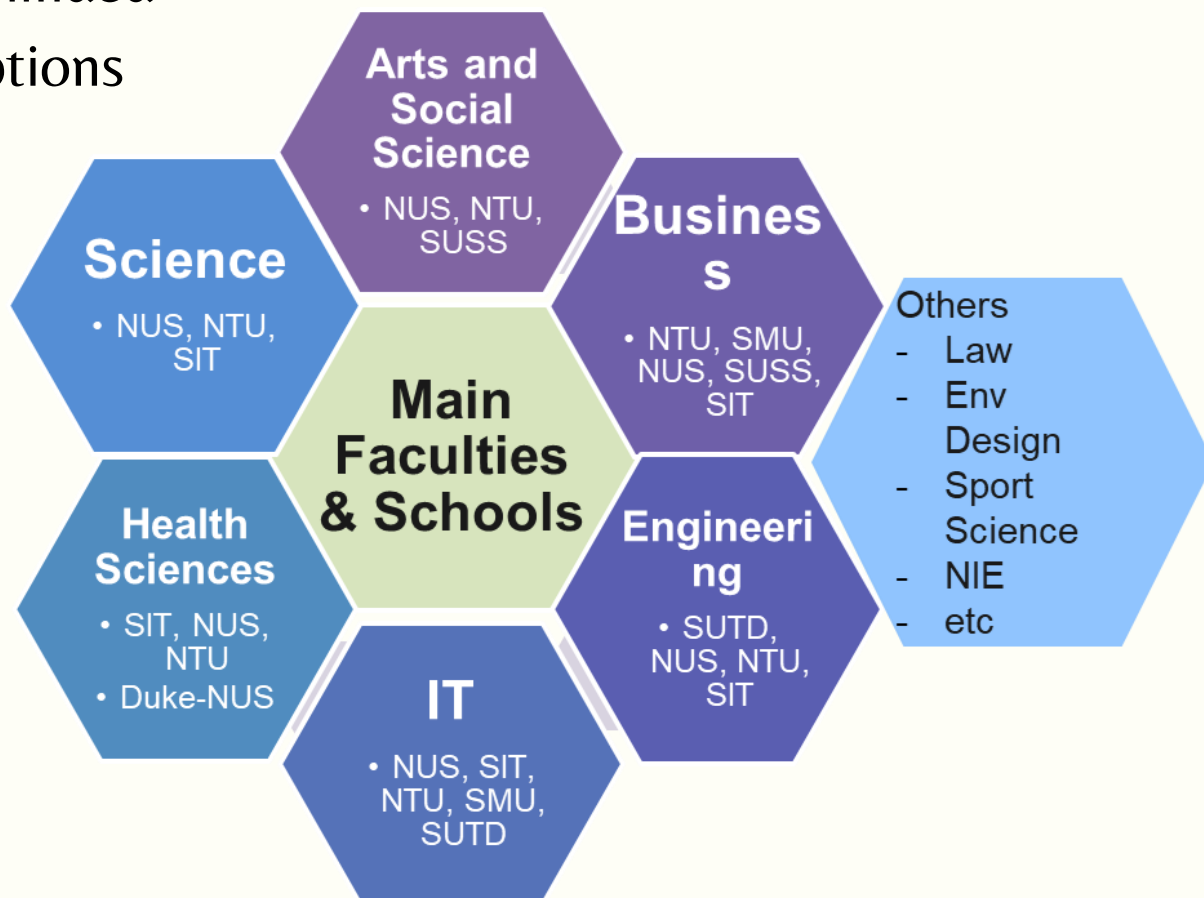 ptions
Arts and
Social
Science
• NUS, NTU,
SUSS
Science
• NUS, NTU,
SIT
Busines
s
• NTU, SMU,
NUS, SUSS,
SIT
Others
- Law
- Env
Design
- Sport
Science
- NIE
- etc
Main
Faculties
& Schools
Health
Sciences
• SIT, NUS,
NTU
• Duke-NUS
Engineeri
ng
• SUTD,
NUS, NTU,
SIT
IT
• NUS, SIT,
NTU, SMU,
SUTD